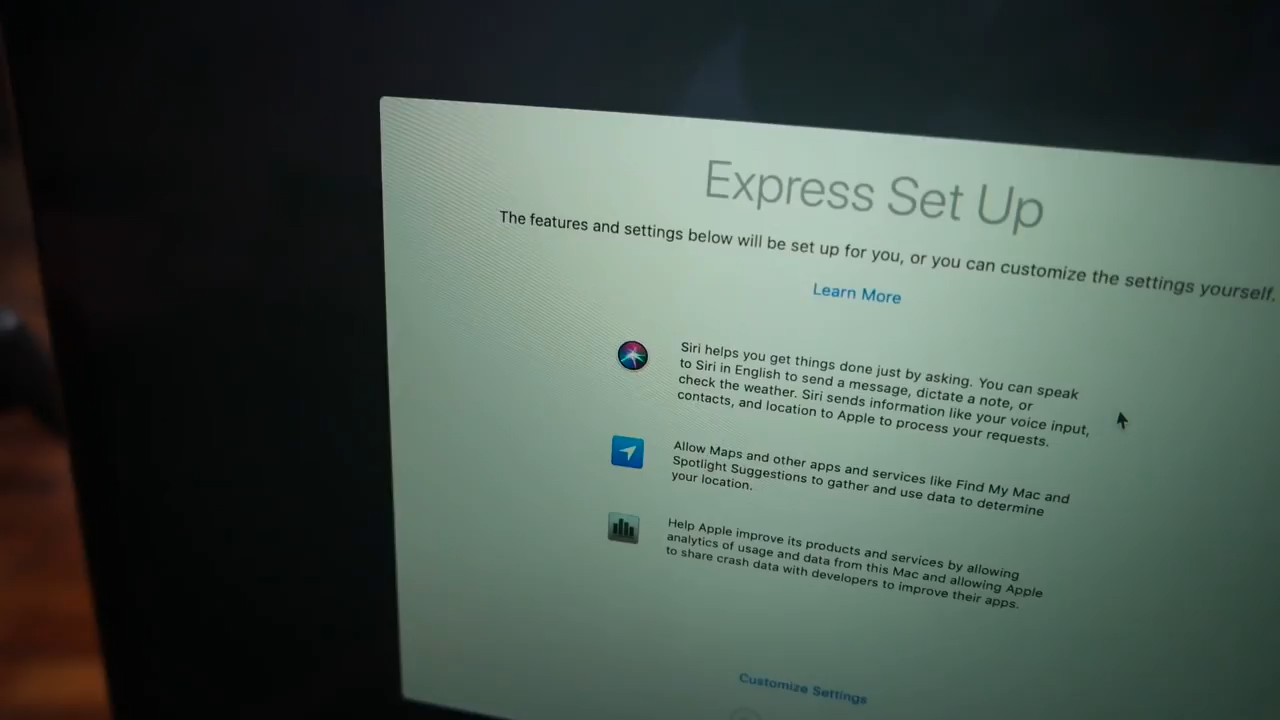 Express Set Up
The features and settings below will be set up for you, or you can customize the settings yourself.
Learn More
Siri helps you get things done just by asking. You can speak
to Siri in English to send a message, dictate a note, or
check the weather. Siri sends information like your voice input,
contacts, and location to Apple to process your requests.
Allow Maps and other apps and services like Find My Mac and
Spotlight Suggestions to gather and use data to determine
your location.
Help Apple improve its products and services by allowing
analytics of usage and data from this Mac and allowing Apple
to share crash data with developers to improve their apps.
Customize Settings